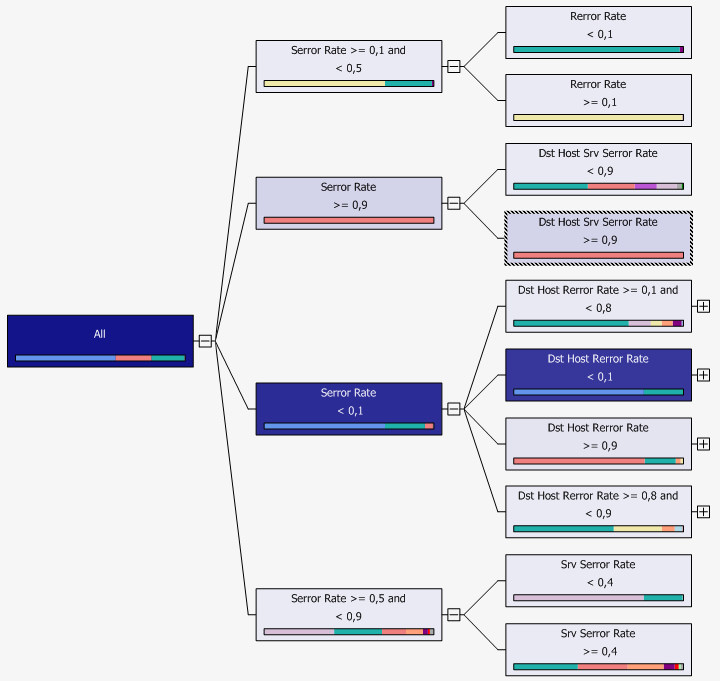 All
Serror Rate >= 0,1 and
< 0,5
Rerror Rate
< 0,1
Rerror Rate
>= 0,1
Serror Rate
>= 0,9
Dst Host Srv Serror Rate
< 0,9
Dst Host Srv Serror Rate
>= 0,9
Serror Rate
< 0,1
Dst Host Rerror Rate >= 0,1 and
< 0,8
Dst Host Rerror Rate
< 0,1
Dst Host Rerror Rate
>= 0,9
Dst Host Rerror Rate >= 0,8 and
< 0,9
Serror Rate >= 0,5 and
< 0,9
Srv Serror Rate
< 0,4
Srv Serror Rate
>= 0,4